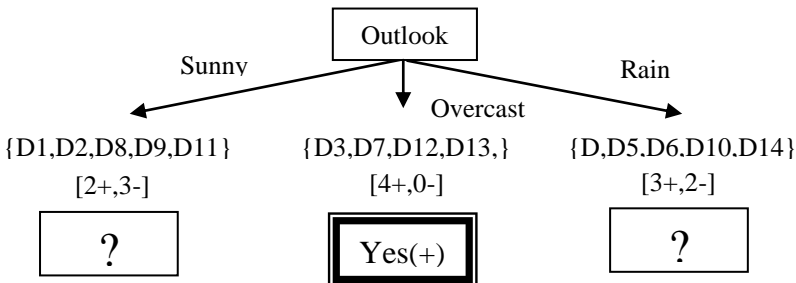 Outlook
Sunny
Rain
Overcast
{D1,D2,D8,D9,D11} {D3,D7,D12,D13,} {D,D5,D6,D10,D14}
[2+,3-] [4+,0-] [3+,2-]
? Yes(+) ?